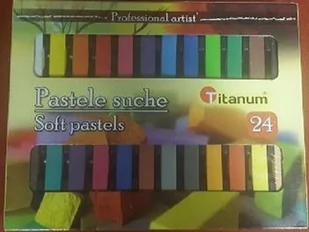 Professional artist
Pastele suche
Titanum®
Soft pastels
24